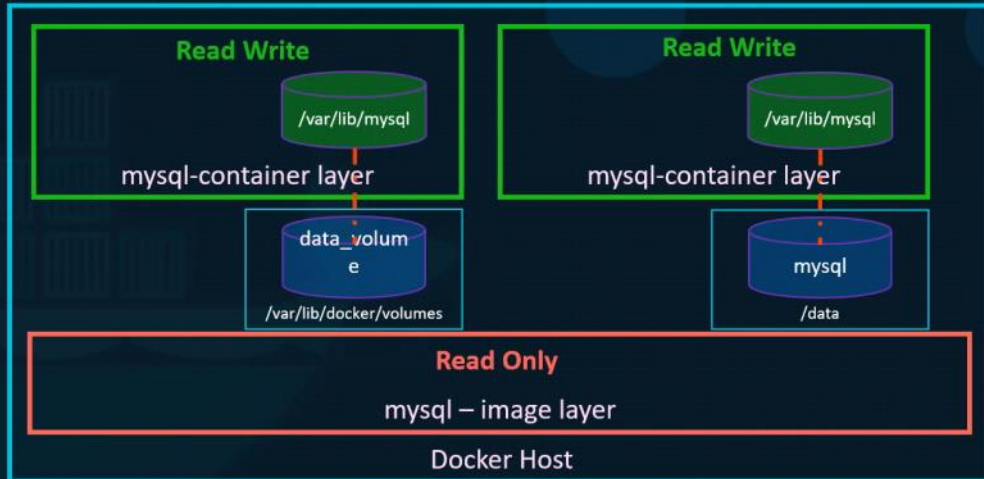 Read Write
/var/lib/mysql
mysql-container layer
data_volum
e
/var/lib/docker/volumes
Read Write
/var/lib/mysql
mysql-container layer
mysql
/data
Read Only
mysql – image layer
Docker Host